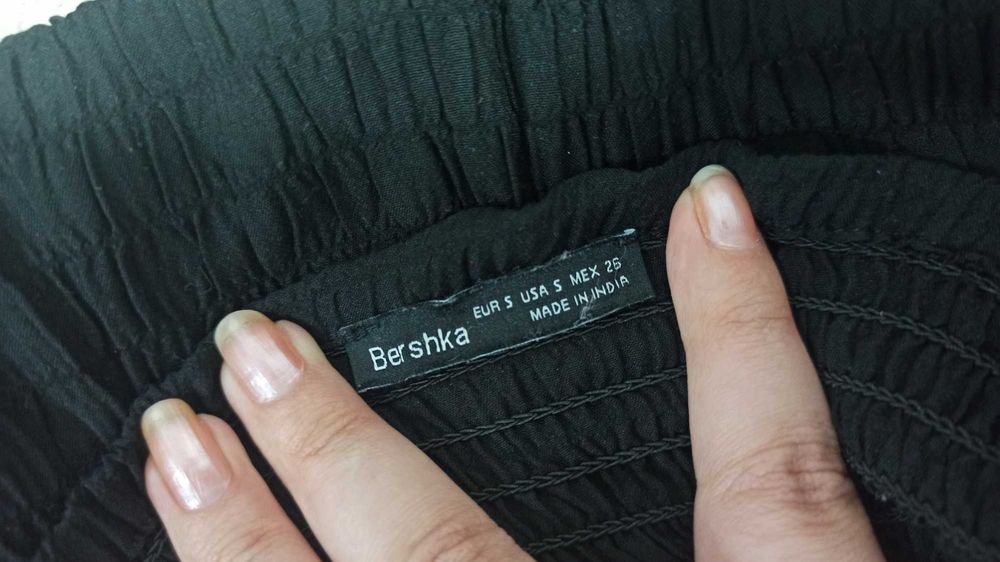 Bershka
EUR S USA S MEX 26
MADE IN INDIA